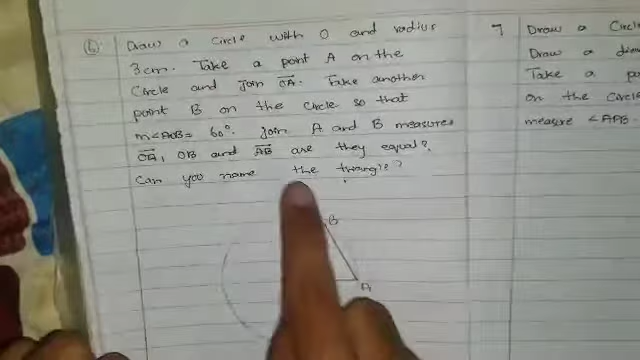 6 Draw a circle with O and radius
3cm. Take a point A on the
circle and join OA. Take another
point B on the circle so that
m∠AOB= 60°. Join A and B measures
OA, OB and AB are they equal?
Can you name the triangle?
B
A
7 Draw a Circle
Draw a
Take a
on the circle
measure ∠APB.